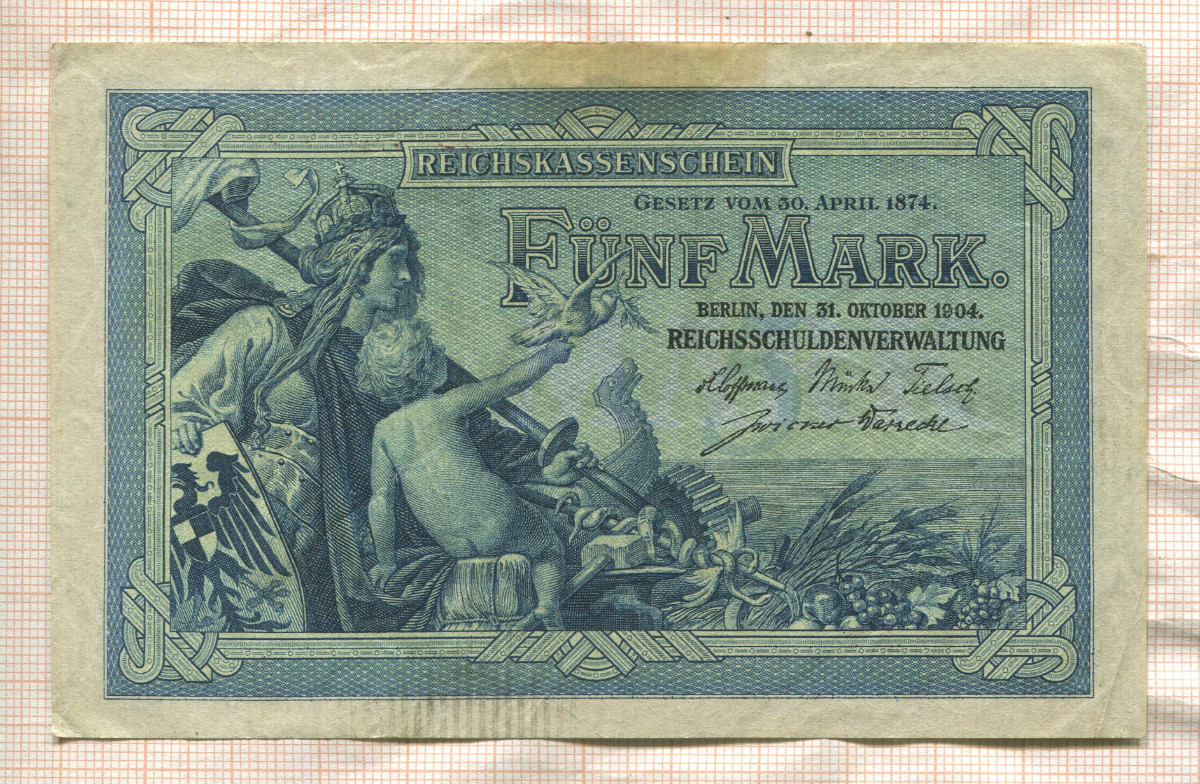 REICHSKASSENSCHEIN
GESETZ VOM 30. APRIL 1874.
FÜNF MARK.
BERLIN, DEN 31. OKTOBER 1904.
REICHSSCHULDENVERWALTUNG